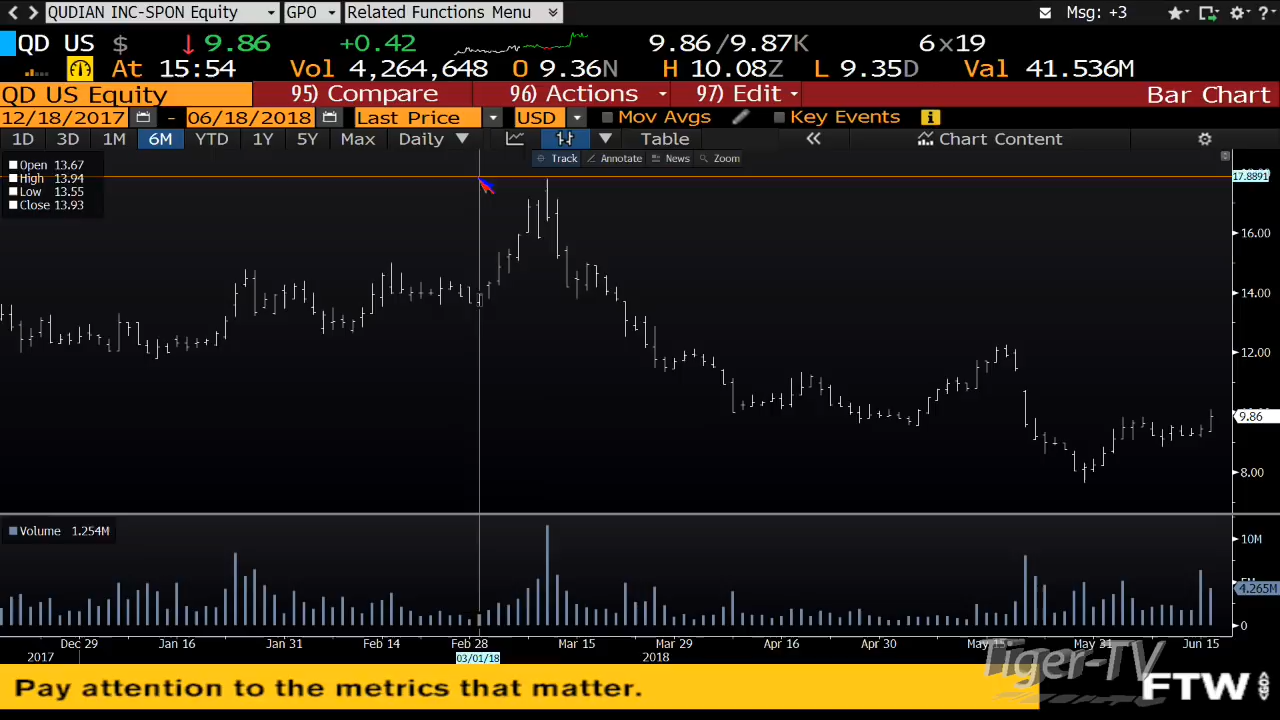 QUDIAN INC-SPON Equity GPO Related Functions Menu Msg: +3 ?
QD US $ ↓9.86 +0.42 9.86/9.87K 6x19
At 15:54 Vol 4,264,648 O 9.36N H 10.08Z L 9.35D Val 41.536M
QD US Equity 95) Compare 96) Actions 97) Edit Bar Chart
12/18/2017 - 06/18/2018 Last Price USD Mov Avgs Key Events
1D 3D 1M 6M YTD 1Y 5Y Max Daily Table « Chart Content
Track Annotate News Zoom
Open 13.67
High 13.94
Low 13.55
Close 13.93
17.8891
16.00
14.00
12.00
9.86
8.00
Volume 1.254M
10M
4.265M
0
Dec 29 Jan 16 Jan 31 Feb 14 Feb 28 Mar 15 Mar 29 Apr 16 Apr 30 May 15 May 31 Jun 15
2017 03/01/18 2018
Tiger-TV
Pay attention to the metrics that matter.
FTW <GO>